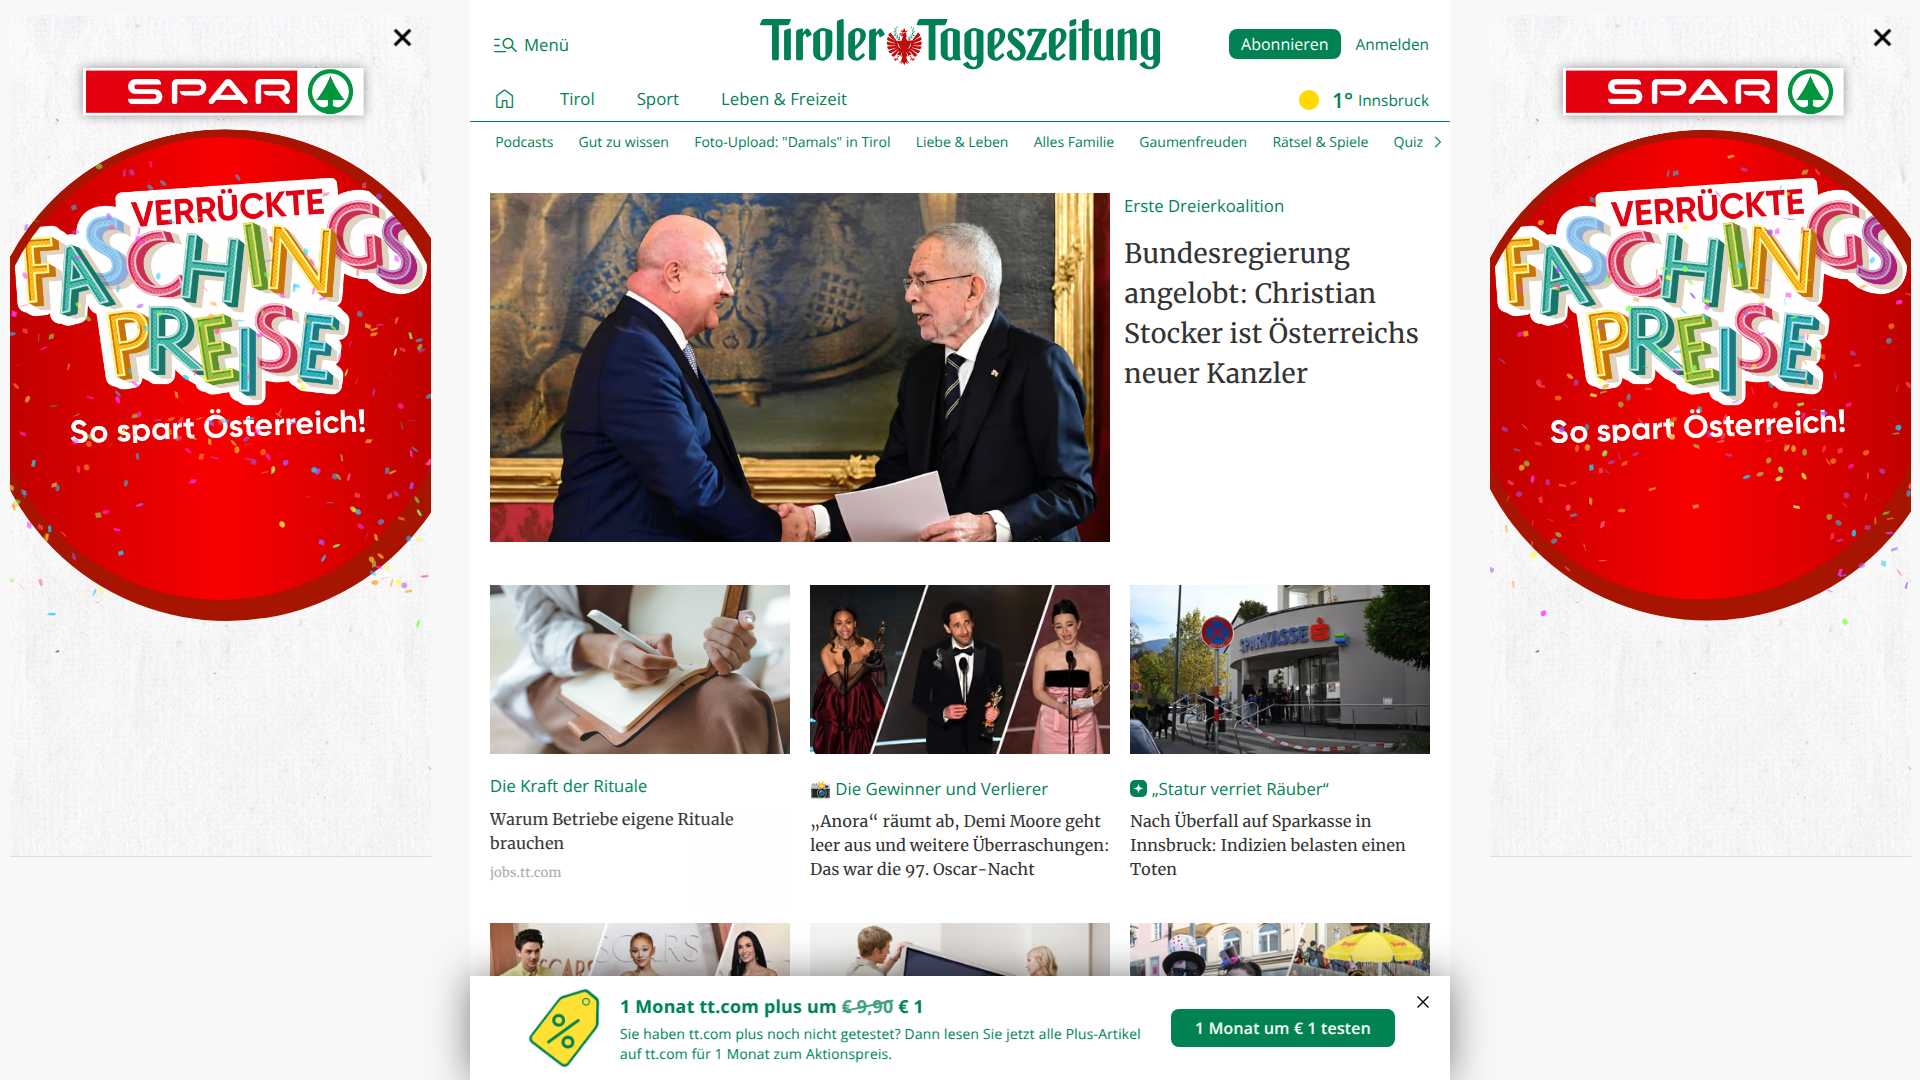 SPAR
VERRÜCKTE
FASCHINGS
PREISE
So spart Österreich!
Menü
Tiroler Tageszeitung
Abonnieren
Anmelden
Tirol
Sport
Leben & Freizeit
1° Innsbruck
Podcasts
Gut zu wissen
Foto-Upload: "Damals" in Tirol
Liebe & Leben
Alles Familie
Gaumenfreuden
Rätsel & Spiele
Quiz
Erste Dreierkoalition
Bundesregierung
angelobt: Christian
Stocker ist Österreichs
neuer Kanzler
SPARKASSE
Die Kraft der Rituale
Warum Betriebe eigene Rituale
brauchen
jobs.tt.com
Die Gewinner und Verlierer
„Anora“ räumt ab, Demi Moore geht
leer aus und weitere Überraschungen:
Das war die 97. Oscar-Nacht
„Statur verriet Räuber“
Nach Überfall auf Sparkasse in
Innsbruck: Indizien belasten einen
Toten
1 Monat tt.com plus um € 9,90 € 1
Sie haben tt.com plus noch nicht getestet? Dann lesen Sie jetzt alle Plus-Artikel
auf tt.com für 1 Monat zum Aktionspreis.
1 Monat um € 1 testen
SPAR
VERRÜCKTE
FASCHINGS
PREISE
So spart Österreich!